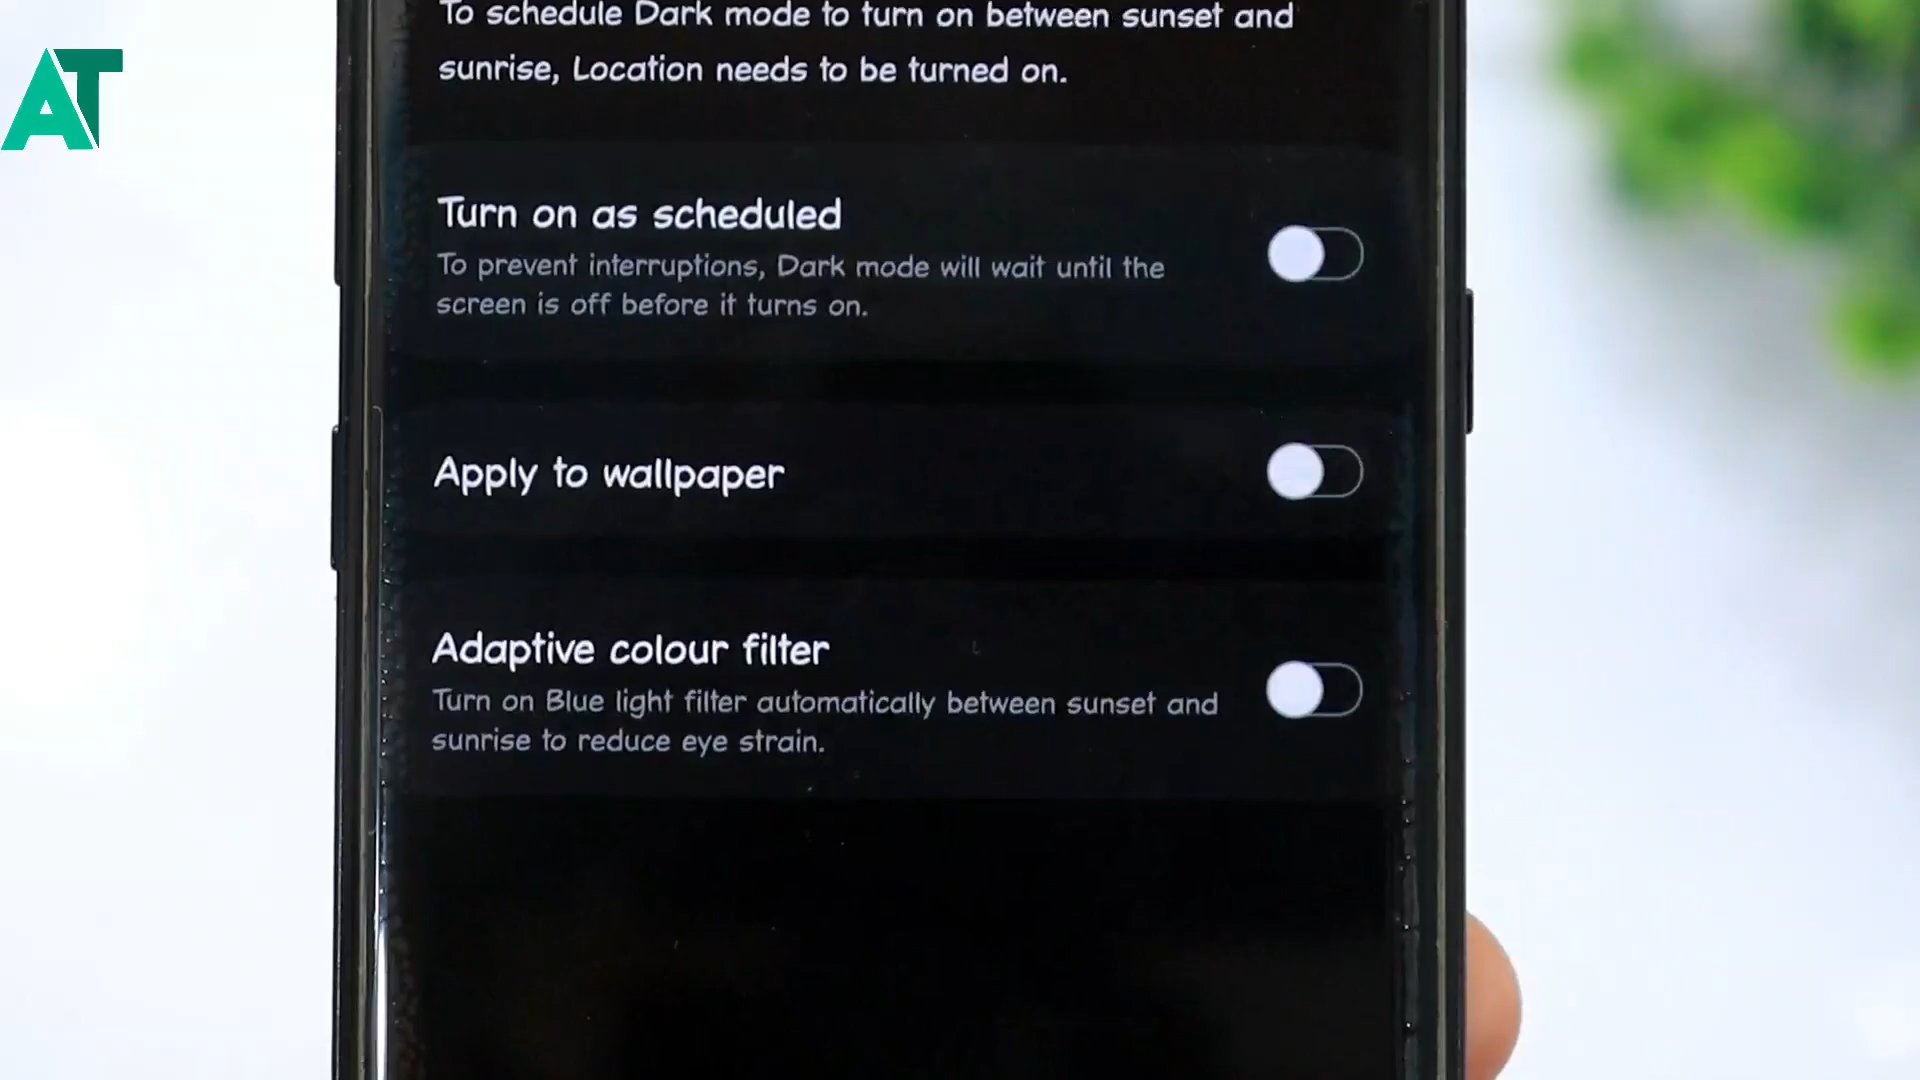 AT
To schedule Dark mode to turn on between sunset and
sunrise, Location needs to be turned on.
Turn on as scheduled
To prevent interruptions, Dark mode will wait until the
screen is off before it turns on.
Apply to wallpaper
Adaptive colour filter
Turn on Blue light filter automatically between sunset and
sunrise to reduce eye strain.